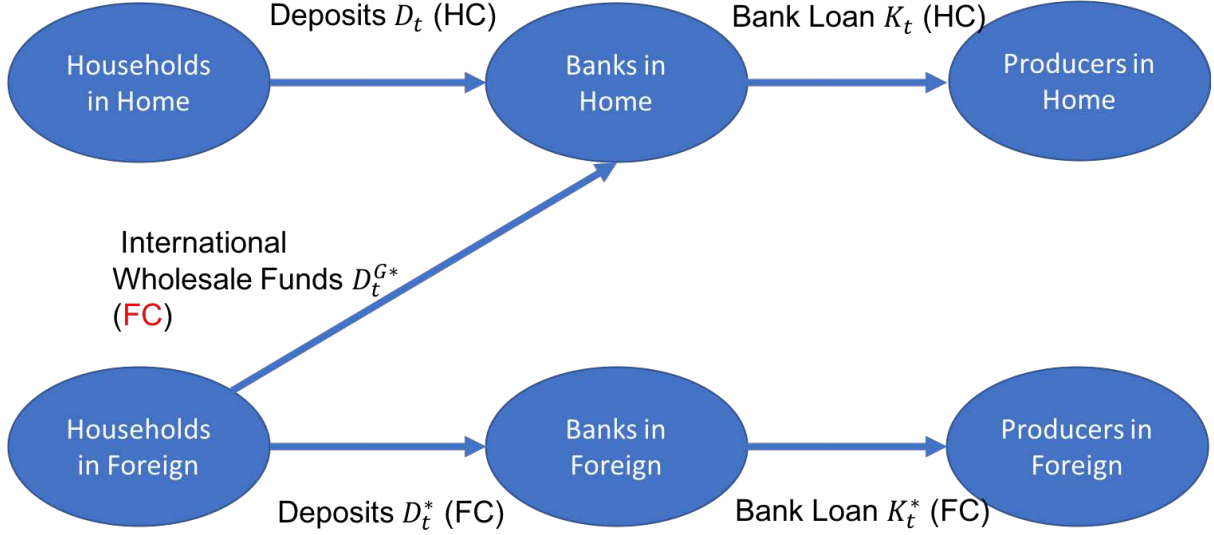 Deposits D_t (HC)
Bank Loan K_t (HC)
Households
in Home
Banks in
Home
Producers in
Home
International
Wholesale Funds D_t^{G*}
(FC)
Households
in Foreign
Banks in
Foreign
Producers in
Foreign
Deposits D_t^* (FC)
Bank Loan K_t^* (FC)